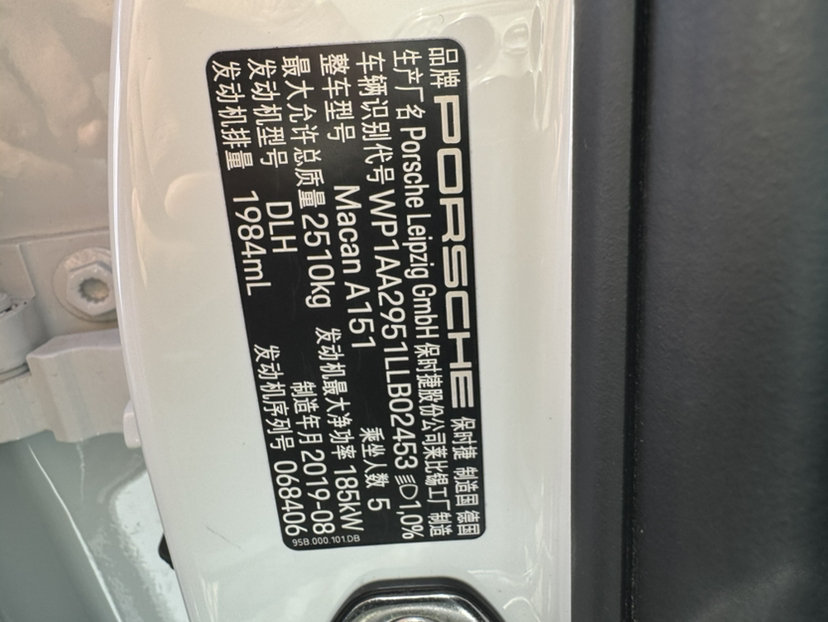 品牌 PORSCHE 保时捷 制造国 德国
生产厂名 Porsche Leipzig GmbH 保时捷股份公司莱比锡工厂 制造
车辆识别代号 WP1AA2951LLB02453 1,0%
整车型号 Macan A151 乘坐人数 5
最大允许总质量 2510kg 发动机最大净功率 185kW
发动机型号 DLH 制造年月 2019-08
发动机排量 1984mL 发动机序列号 068406
95B.000.101.DB